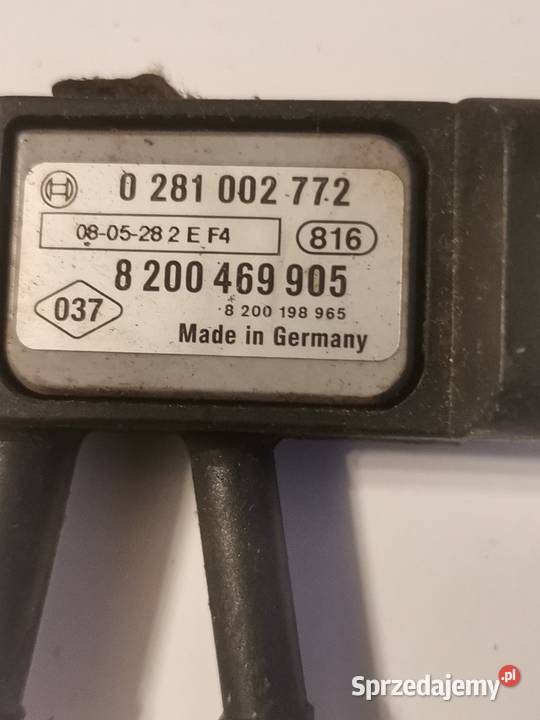 0 281 002 772
08-05-28 2 E F4
816
8 200 469 905
037
8 200 198 965
Made in Germany
Sprzedajemy.pl